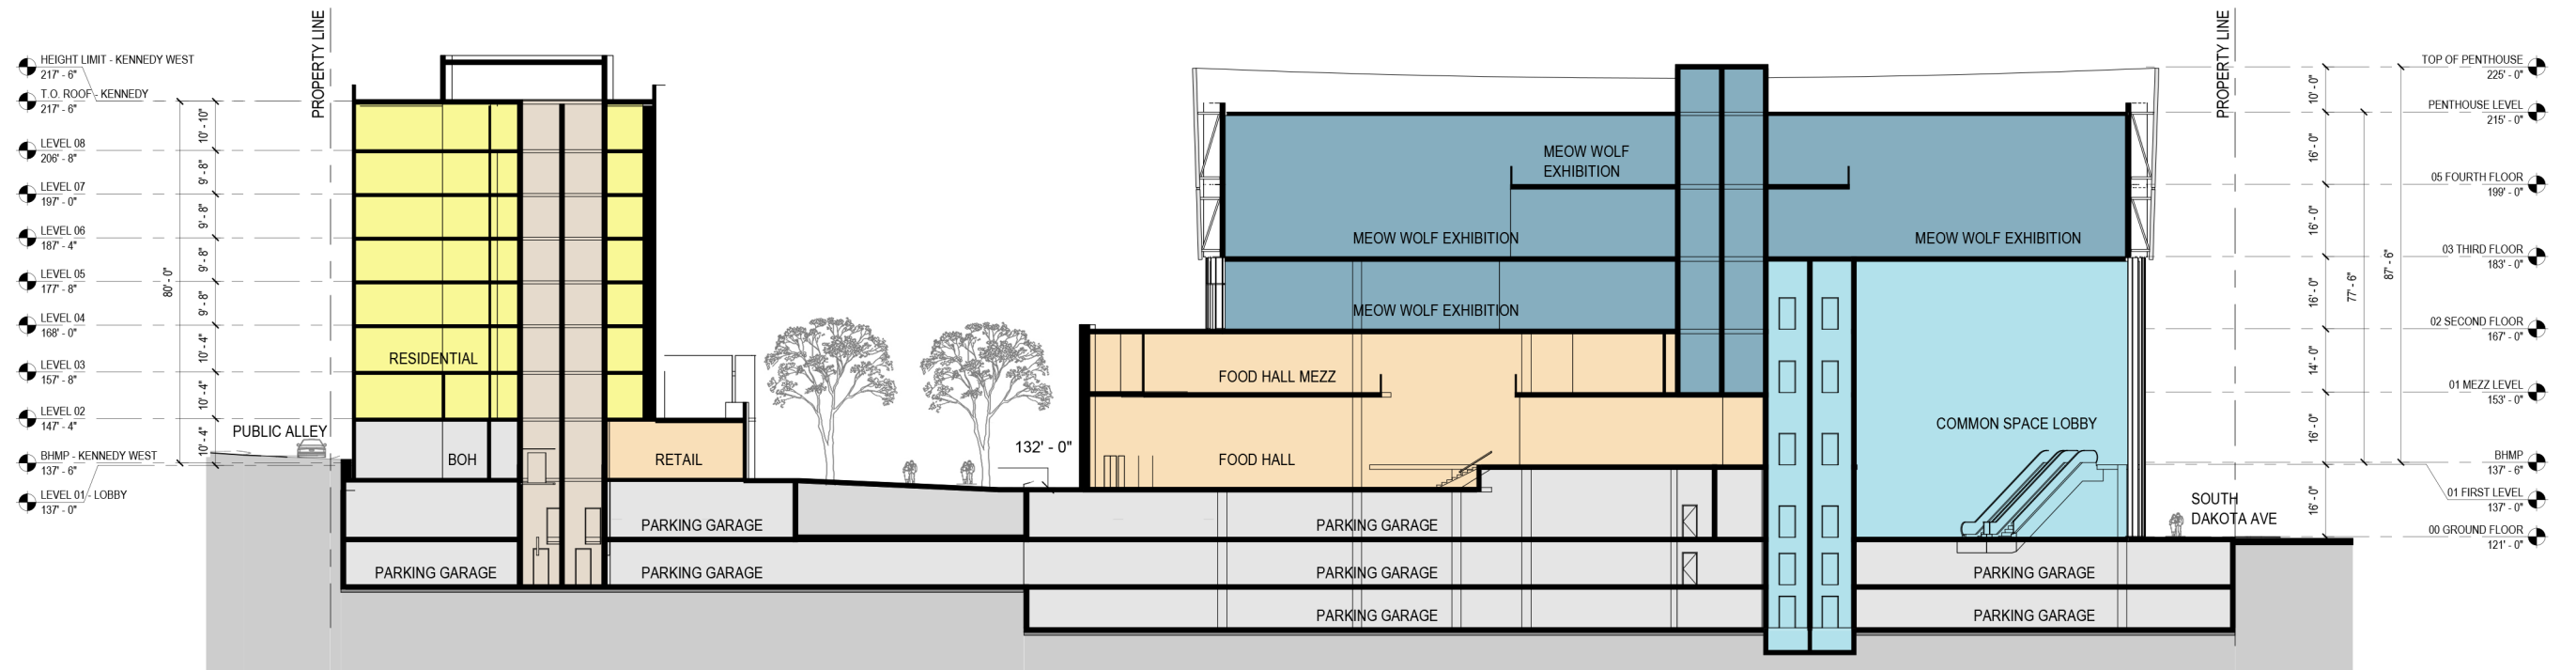 PROPERTY LINE
HEIGHT LIMIT - KENNEDY WEST
217' - 6"
T.O. ROOF - KENNEDY
217' - 6"
LEVEL 08
206' - 8"
LEVEL 07
197' - 0"
LEVEL 06
187' - 4"
LEVEL 05
177' - 8"
LEVEL 04
168' - 0"
LEVEL 03
157' - 8"
LEVEL 02
147' - 4"
BHMP - KENNEDY WEST
137' - 6"
LEVEL 01 - LOBBY
137' - 0"
80' - 0"
10' - 10"
9' - 8"
9' - 8"
9' - 8"
9' - 8"
9' - 8"
10' - 4"
10' - 4"
10' - 4"
PUBLIC ALLEY
RESIDENTIAL
BOH
RETAIL
PARKING GARAGE
PARKING GARAGE
PARKING GARAGE
132' - 0"
MEOW WOLF
EXHIBITION
MEOW WOLF EXHIBITION
MEOW WOLF EXHIBITION
MEOW WOLF EXHIBITION
FOOD HALL MEZZ
FOOD HALL
COMMON SPACE LOBBY
PARKING GARAGE
PARKING GARAGE
PARKING GARAGE
PARKING GARAGE
PARKING GARAGE
SOUTH
DAKOTA AVE
PROPERTY LINE
10' - 0"
16' - 0"
16' - 0"
16' - 0"
14' - 0"
16' - 0"
16' - 0"
77' - 6"
87' - 6"
TOP OF PENTHOUSE
225' - 0"
PENTHOUSE LEVEL
215' - 0"
05 FOURTH FLOOR
199' - 0"
03 THIRD FLOOR
183' - 0"
02 SECOND FLOOR
167' - 0"
01 MEZZ LEVEL
153' - 0"
BHMP
137' - 6"
01 FIRST LEVEL
137' - 0"
00 GROUND FLOOR
121' - 0"